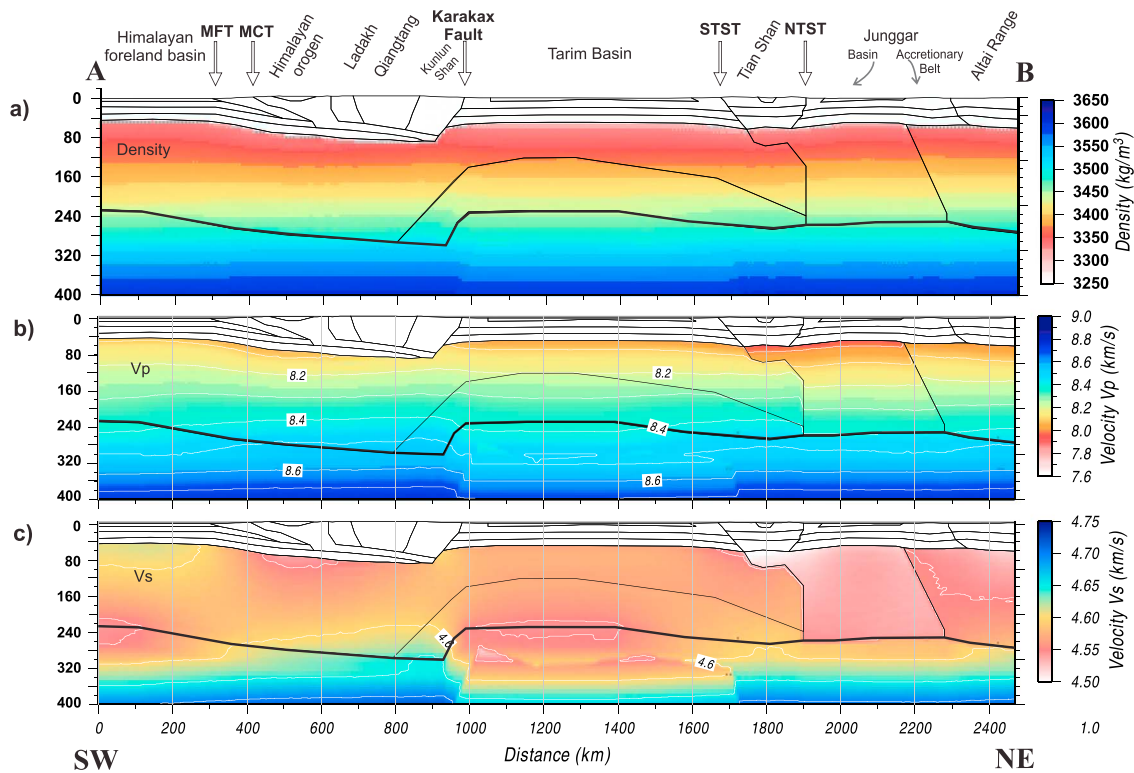 Himalayan
foreland basin
MFT
MCT
Himalayan
orogen
Ladakh
Qiangtang
Kunlun
Shan
Karakax
Fault
Tarim Basin
STST
Tian Shan
NTST
Junggar
Basin
Accretionary
Belt
Altai Range
A
B
a)
0
80
160
240
320
400
Density
3650
3600
3550
3500
3450
3400
3350
3300
3250
Density (kg/m³)
b)
0
80
160
240
320
400
Vp
8.2
8.2
8.4
8.4
8.6
8.6
9.0
8.8
8.6
8.4
8.2
8.0
7.8
7.6
Velocity Vp (km/s)
c)
0
80
160
240
320
400
Vs
4.6
4.6
4.75
4.70
4.65
4.60
4.55
4.50
Velocity Vs (km/s)
0 200 400 600 800 1000 1200 1400 1600 1800 2000 2200 2400
1.0
SW
Distance (km)
NE